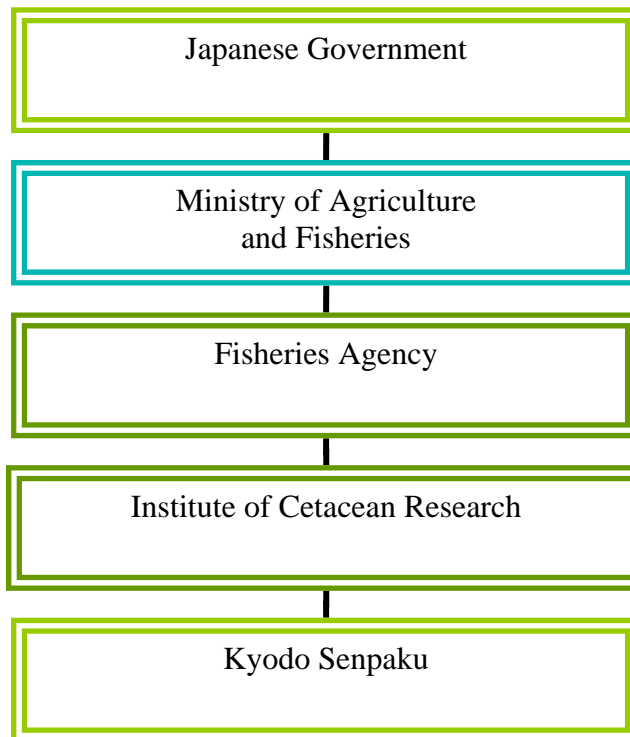 Japanese Government
Ministry of Agriculture
and Fisheries
Fisheries Agency
Institute of Cetacean Research
Kyodo Senpaku